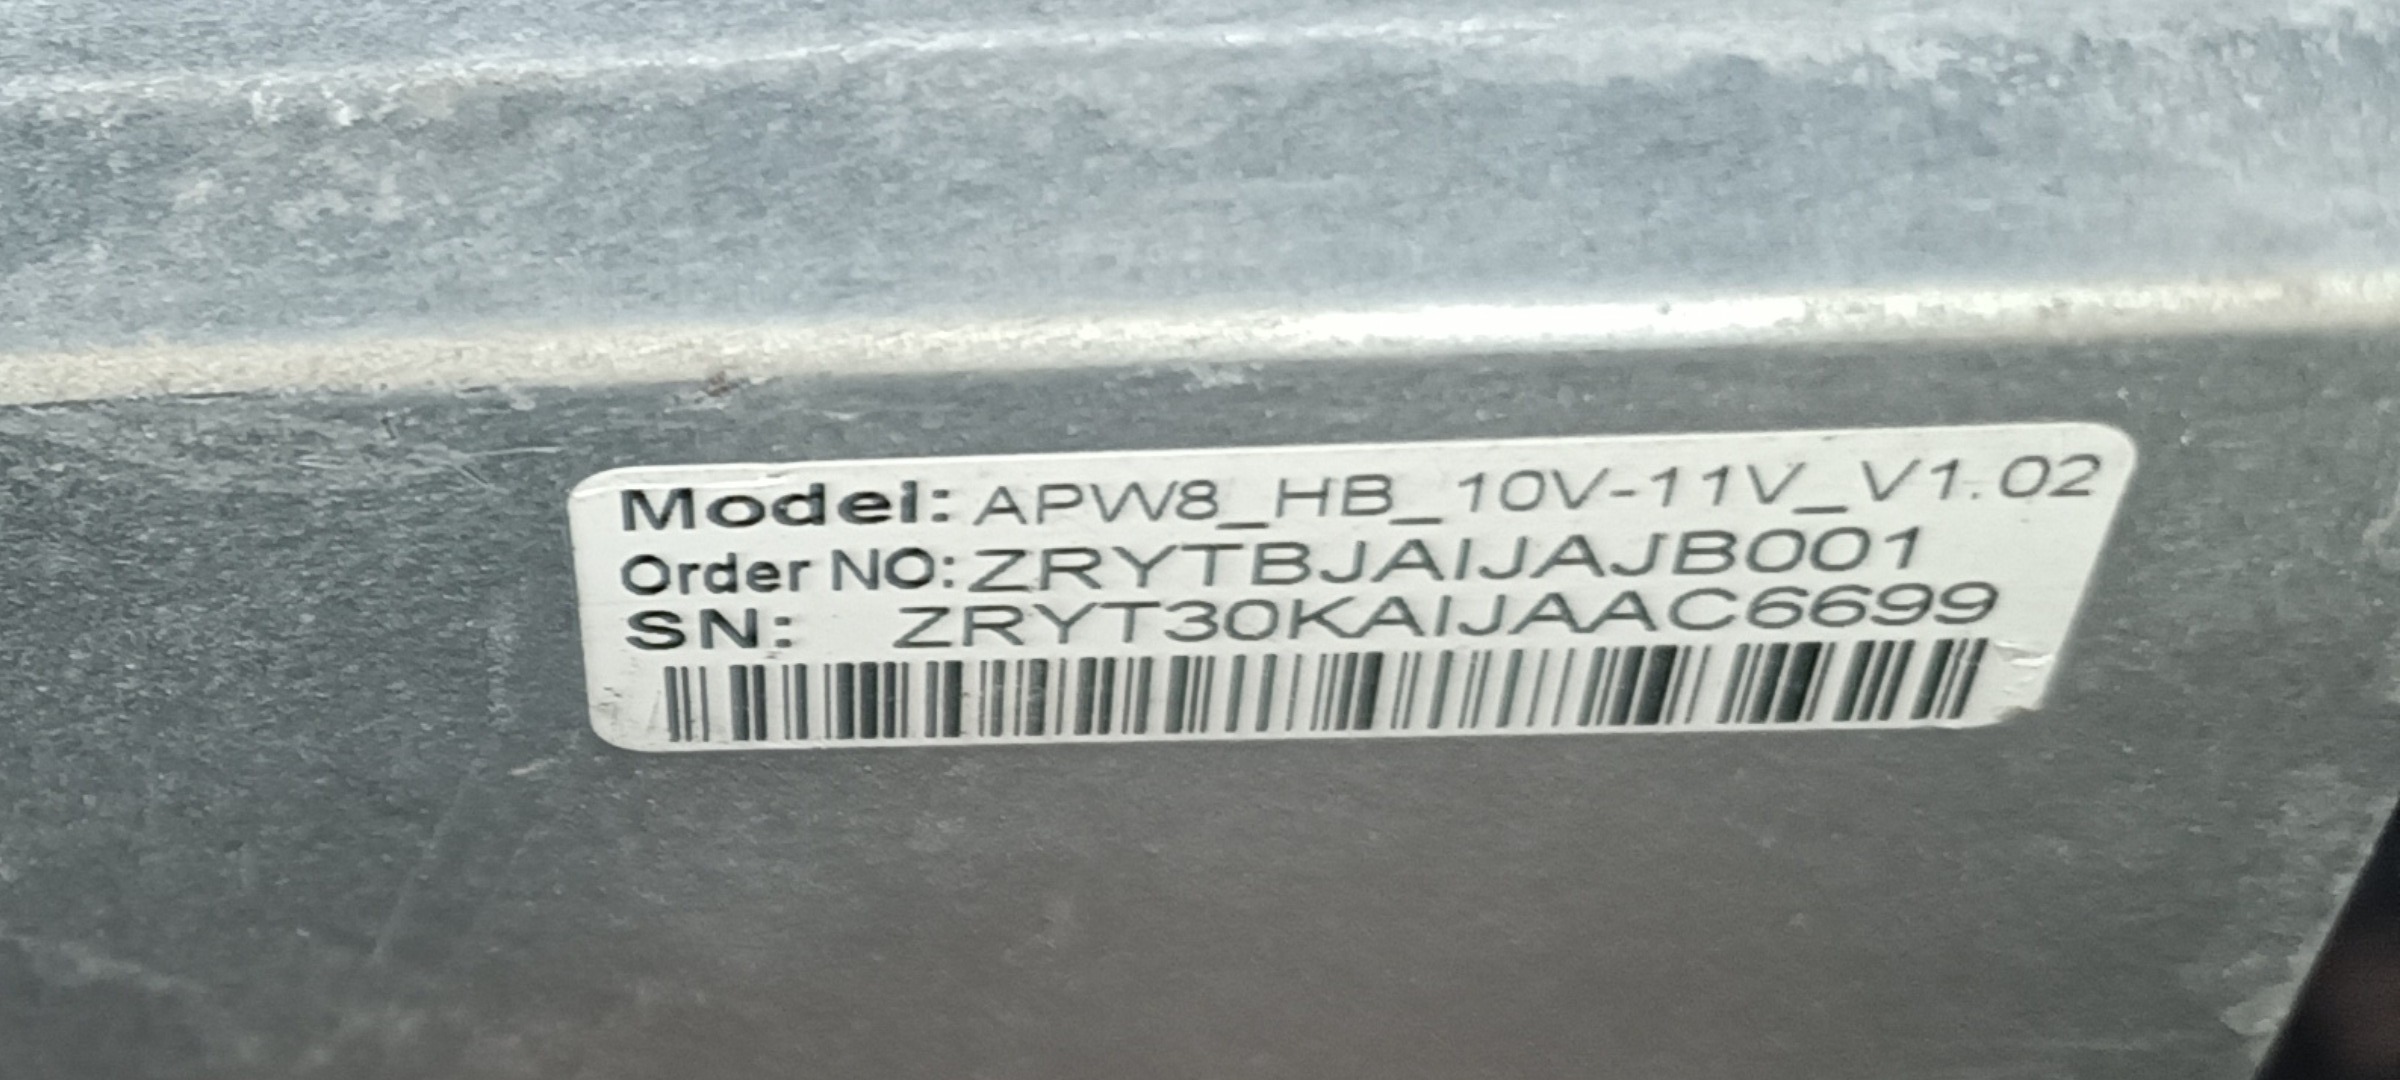 Model: APW8_HB_10V-11V_V1.02
Order NO: ZRYTBJAIJAJB001
SN: ZRYT30KAIJAAC6699